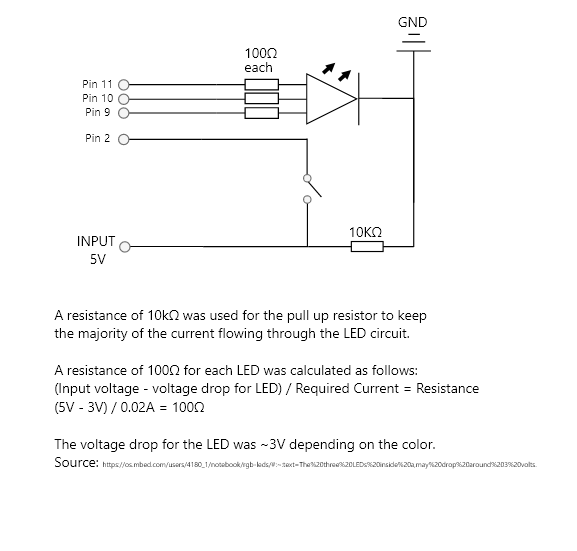 GND
100Ω
each
Pin 11
Pin 10
Pin 9
Pin 2
10KΩ
INPUT
5V
A resistance of 10kΩ was used for the pull up resistor to keep
the majority of the current flowing through the LED circuit.
A resistance of 100Ω for each LED was calculated as follows:
(Input voltage - voltage drop for LED) / Required Current = Resistance
(5V - 3V) / 0.02A = 100Ω
The voltage drop for the LED was ~3V depending on the color.
Source: https://os.mbed.com/users/4180_1/notebook/rgb-leds/#:~:text=The%20three%20LEDs%20inside%20a,may%20drop%20around%203%20volts.